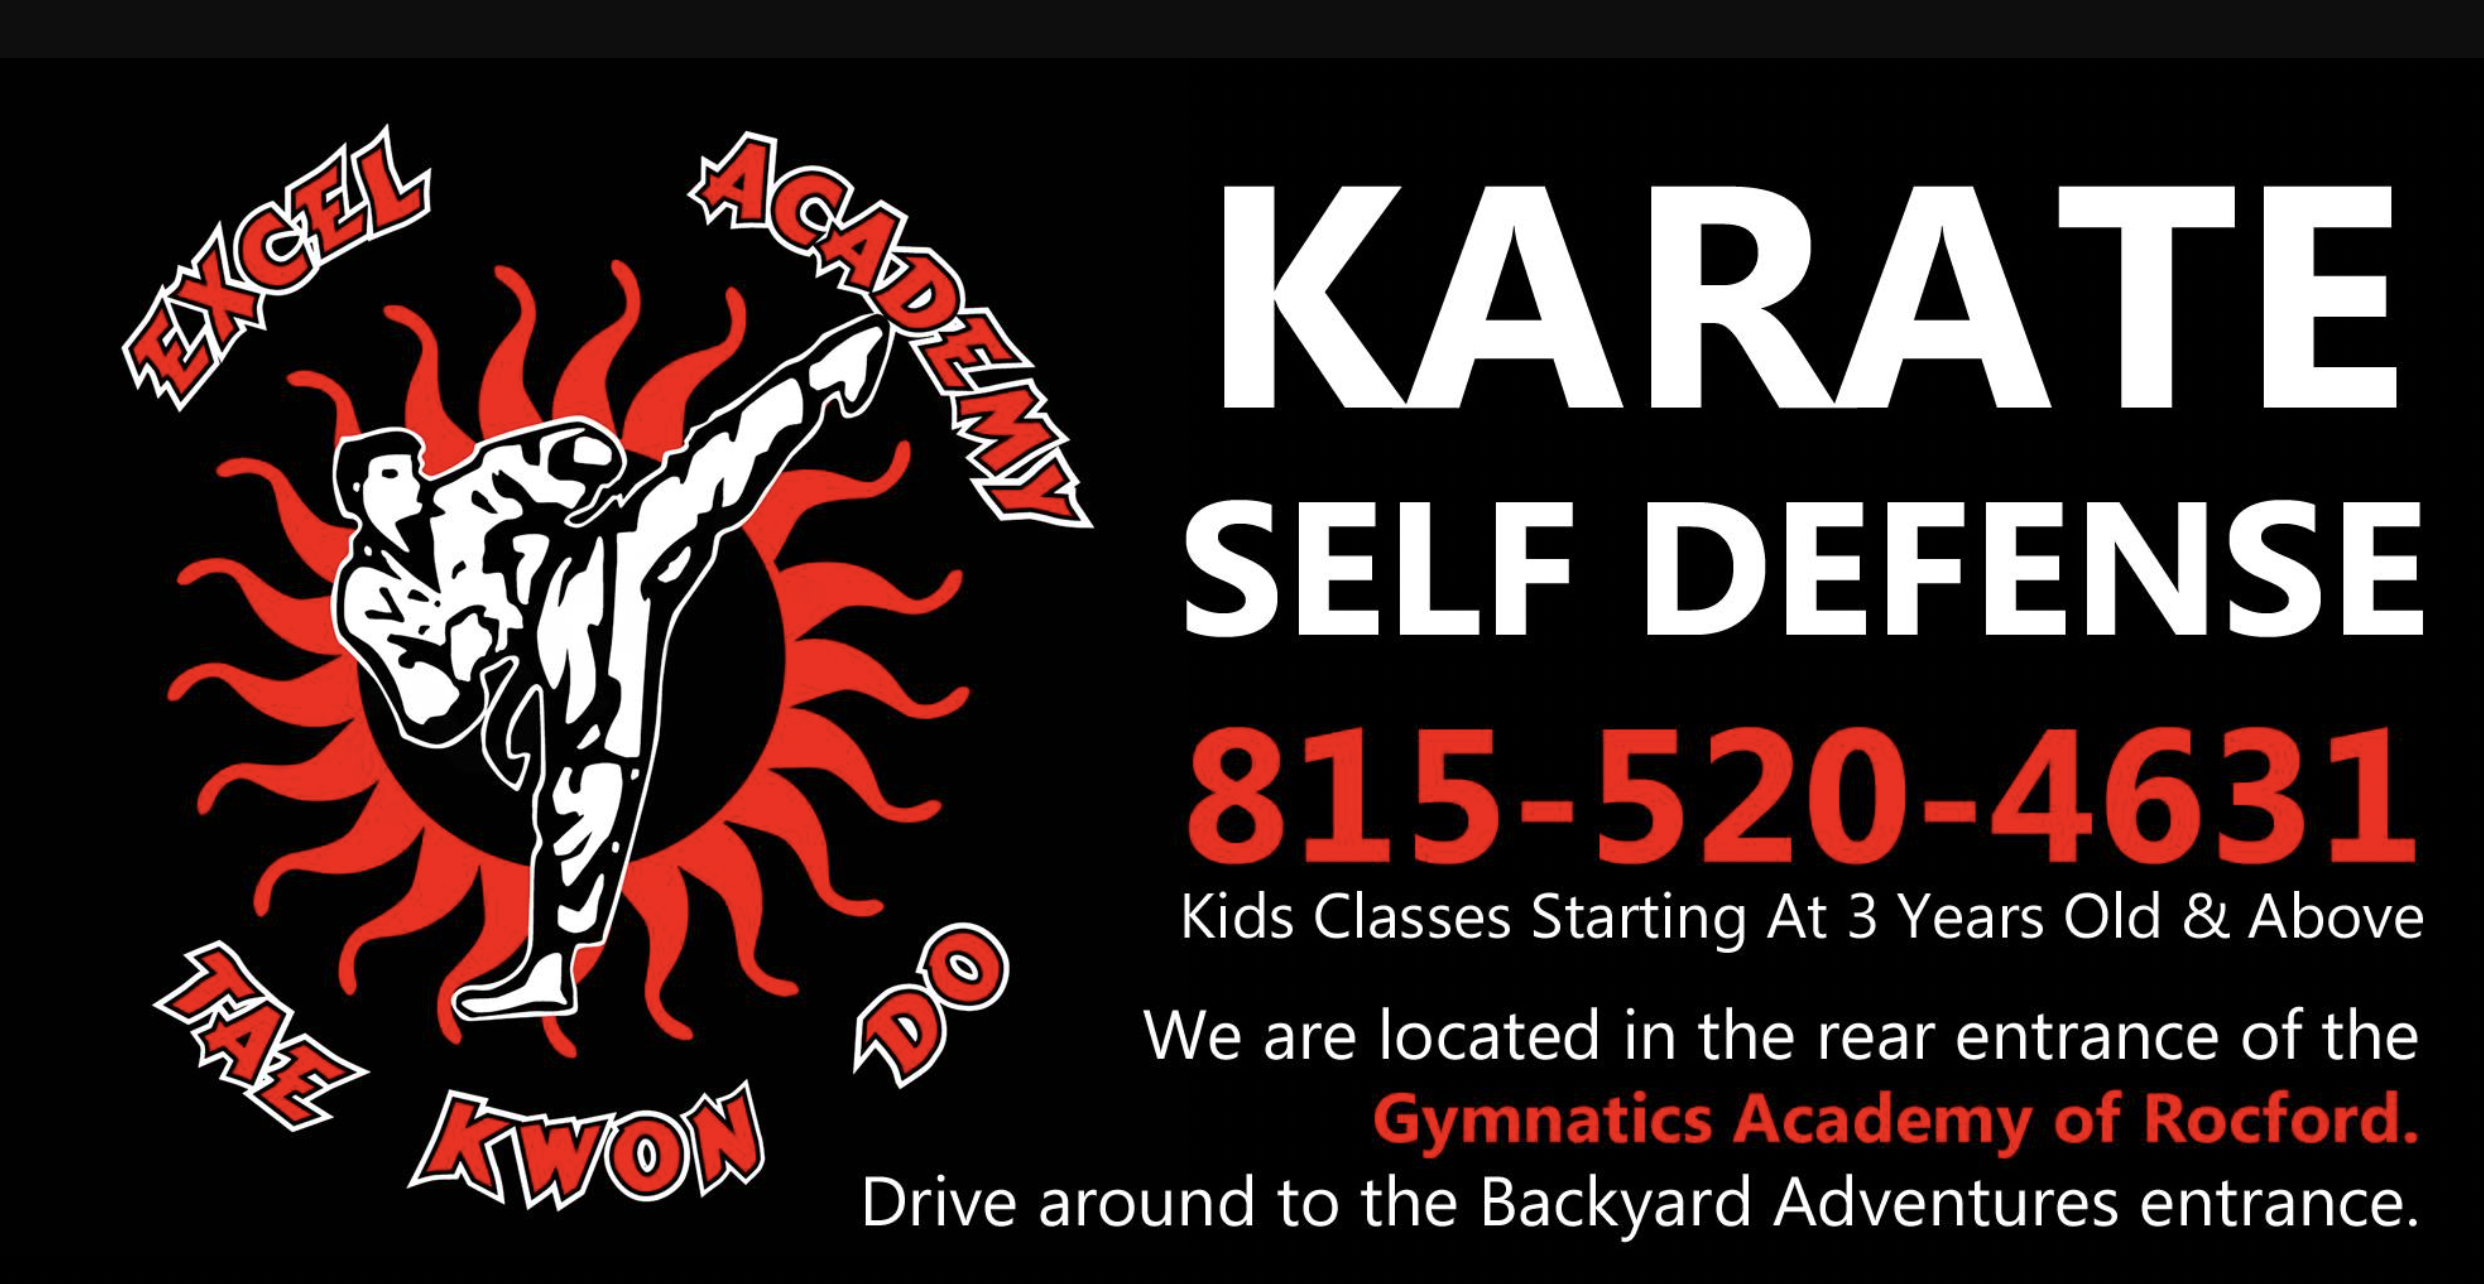 EXCEL
ACADEMY
TAE
KWON
DO
KARATE
SELF DEFENSE
815-520-4631
Kids Classes Starting At 3 Years Old & Above
We are located in the rear entrance of the
Gymnatics Academy of Rocford.
Drive around to the Backyard Adventures entrance.